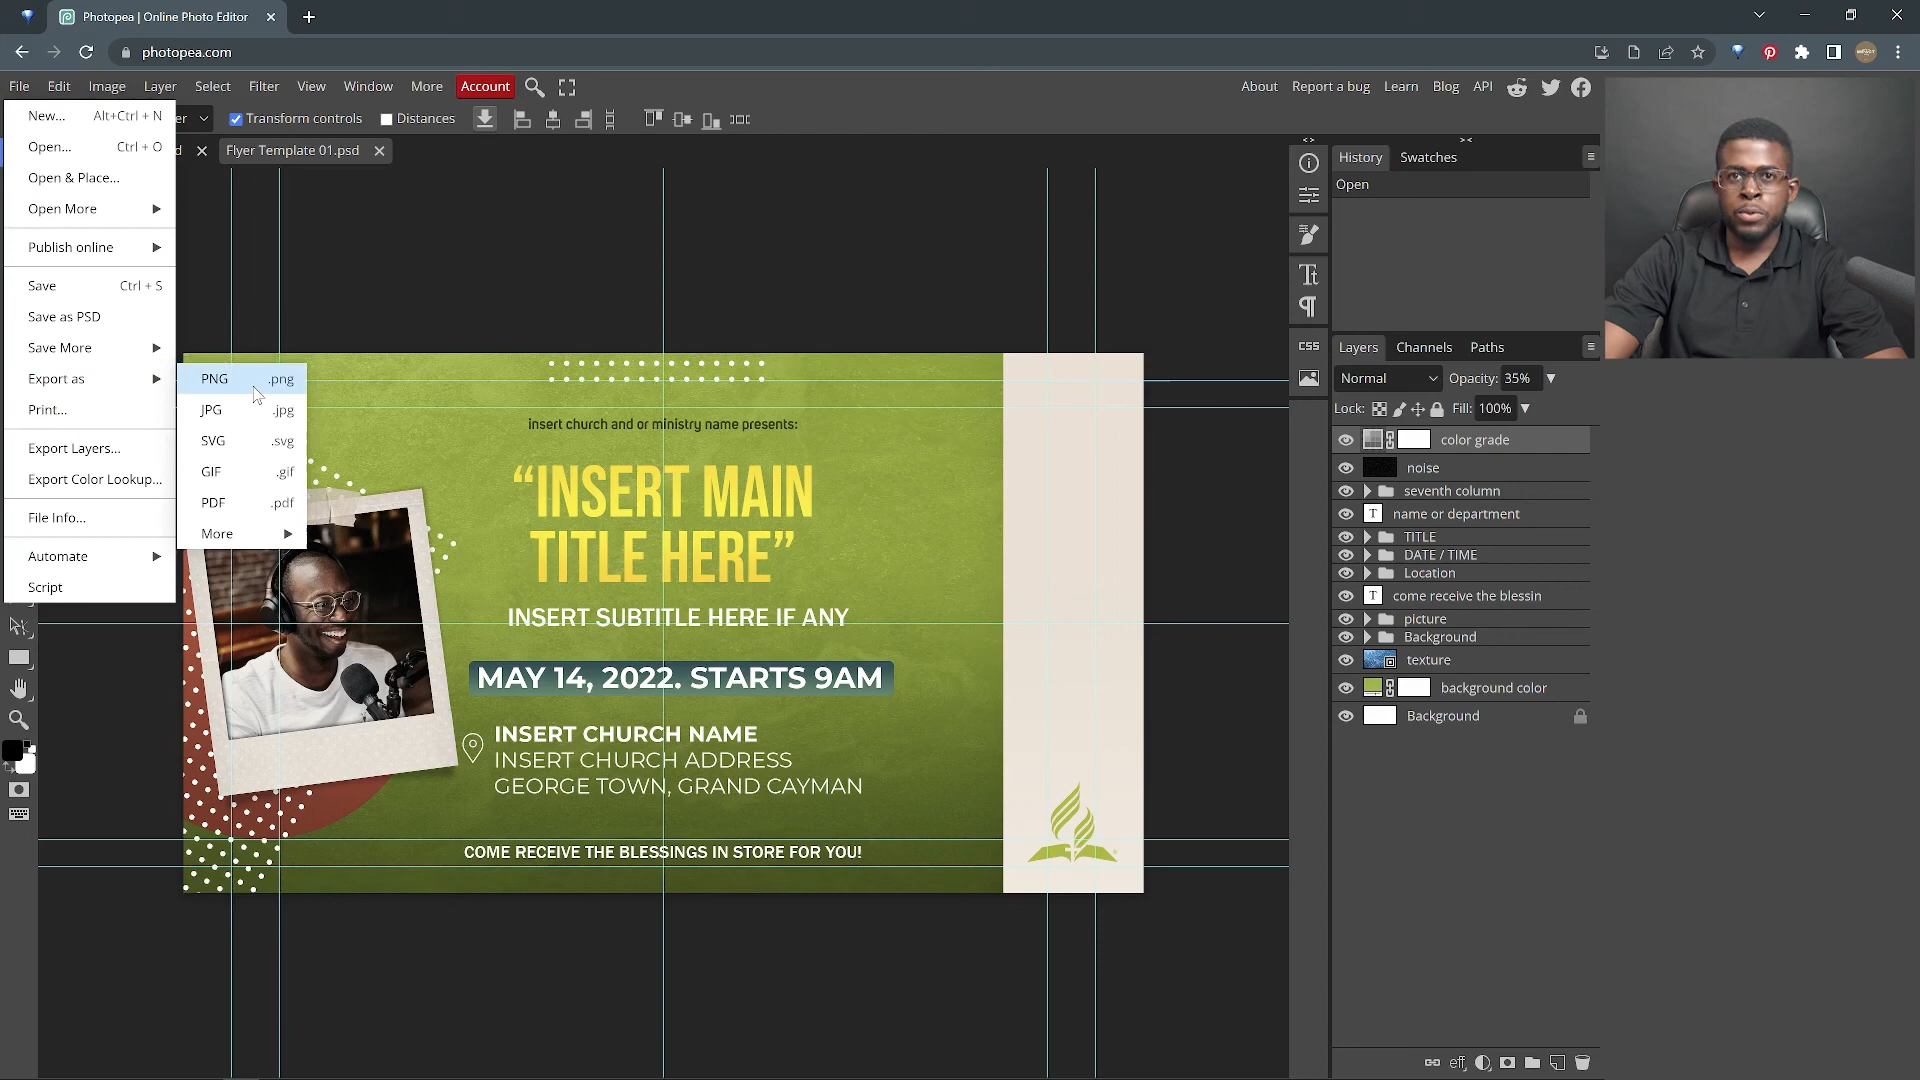 Photopea | Online Photo Editor
photopea.com
File Edit Image Layer Select Filter View Window More Account
About Report a bug Learn Blog API
er Transform controls Distances
d Flyer Template 01.psd
New... Alt+Ctrl + N
Open... Ctrl + O
Open & Place...
Open More
Publish online
Save Ctrl + S
Save as PSD
Save More
Export as
Print...
Export Layers...
Export Color Lookup...
File Info...
Automate
Script
PNG .png
JPG .jpg
SVG .svg
GIF .gif
PDF .pdf
More
insert church and or ministry name presents:
“INSERT MAIN
TITLE HERE”
INSERT SUBTITLE HERE IF ANY
MAY 14, 2022. STARTS 9AM
INSERT CHURCH NAME
INSERT CHURCH ADDRESS
GEORGE TOWN, GRAND CAYMAN
COME RECEIVE THE BLESSINGS IN STORE FOR YOU!
CSS
History Swatches
Open
Layers Channels Paths
Normal Opacity: 35%
Lock: Fill: 100%
color grade
noise
seventh column
T name or department
TITLE
DATE / TIME
Location
T come receive the blessin
picture
Background
texture
background color
Background
eff